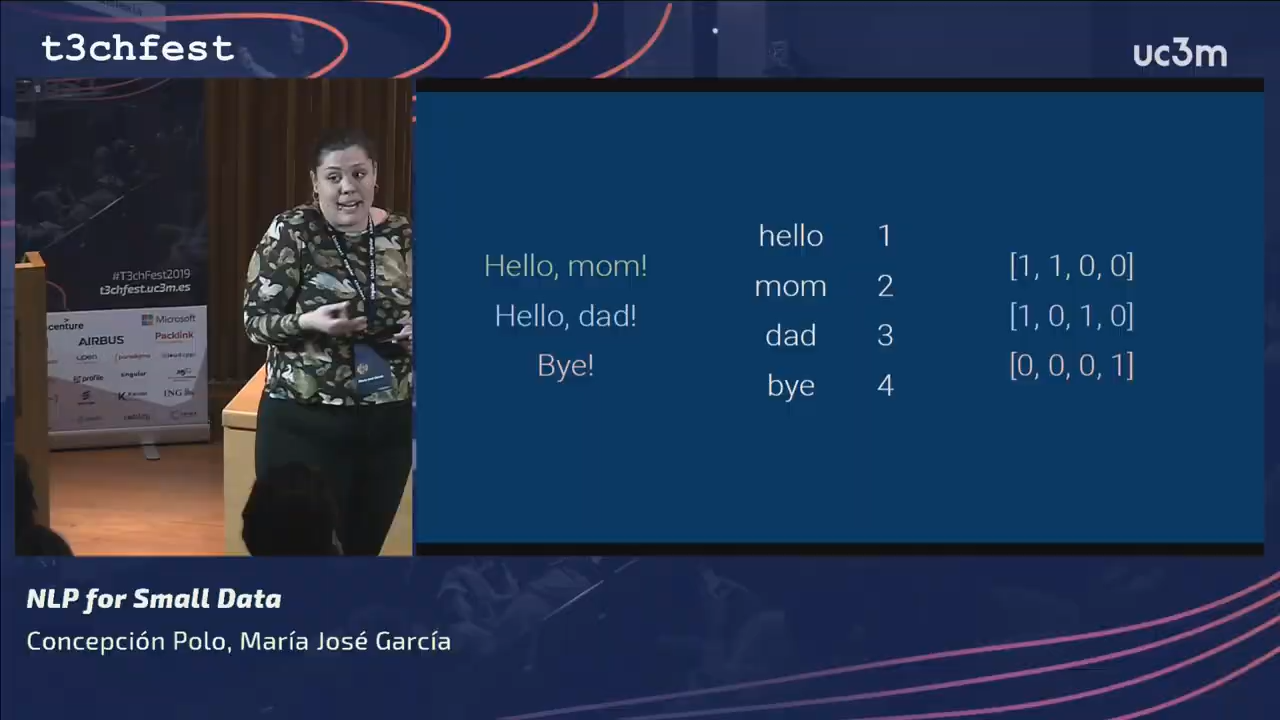 t3chfest
uc3m
#T3chFest2019
t3chfest.uc3m.es
Microsoft
AIRBUS
Packlink
ING
Hello, mom!
Hello, dad!
Bye!
hello 1
mom 2
dad 3
bye 4
[1, 1, 0, 0]
[1, 0, 1, 0]
[0, 0, 0, 1]
NLP for Small Data
Concepción Polo, María José García